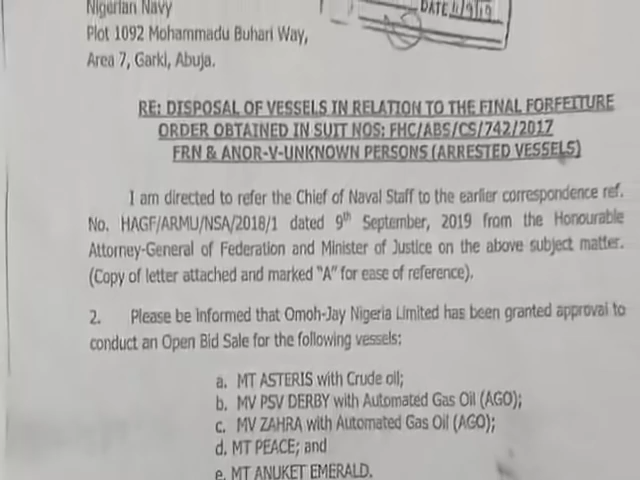 Nigerian Navy
Plot 1092 Mohammadu Buhari Way,
Area 7, Garki, Abuja.
DATE 11/9/19
RE: DISPOSAL OF VESSELS IN RELATION TO THE FINAL FORFEITURE
ORDER OBTAINED IN SUIT NOS: FHC/ABS/CS/742/2017
FRN & ANOR-V-UNKNOWN PERSONS (ARRESTED VESSELS)
I am directed to refer the Chief of Naval Staff to the earlier correspondence ref.
No. HAGF/ARMU/NSA/2018/1 dated 9th September, 2019 from the Honourable
Attorney-General of Federation and Minister of Justice on the above subject matter.
(Copy of letter attached and marked "A" for ease of reference).
2. Please be informed that Omoh-Jay Nigeria Limited has been granted approval to
conduct an Open Bid Sale for the following vessels:
a. MT ASTERIS with Crude oil;
b. MV PSV DERBY with Automated Gas Oil (AGO);
c. MV ZAHRA with Automated Gas Oil (AGO);
d. MT PEACE; and
e. MT ANUKET EMERALD.